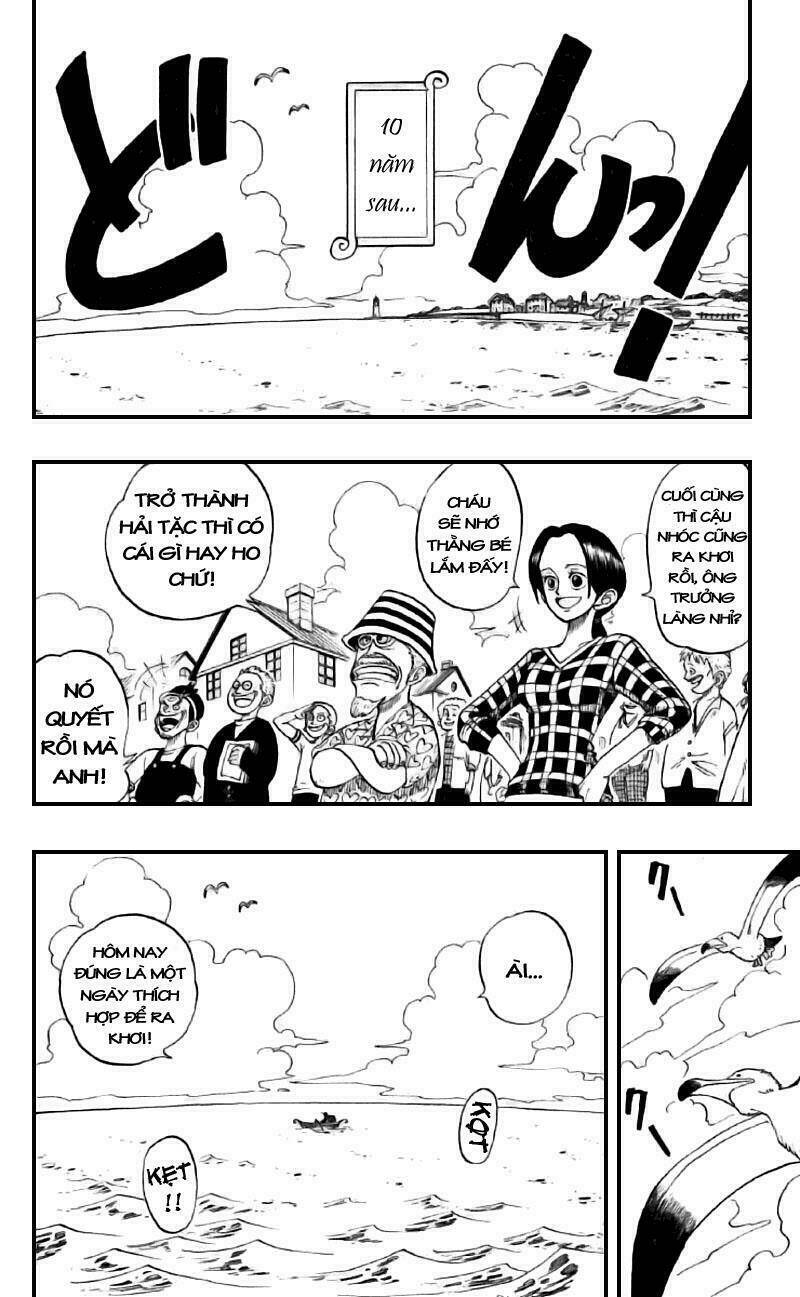 どんっ!
10
năm
sau...
CUỐI CÙNG
THÌ CẬU
NHÓC CŨNG
RA KHƠI
RỒI, ÔNG
TRƯỞNG
LÀNG NHỈ?
CHÁU
SẼ NHỚ
THẰNG BÉ
LẮM ĐẤY!
TRỞ THÀNH
HẢI TẶC THÌ CÓ
CÁI GÌ HAY HO
CHỨ!
NÓ
QUYẾT
RỒI MÀ
ANH!
ÀI...
HÔM NAY
ĐÚNG LÀ MỘT
NGÀY THÍCH
HỢP ĐỂ RA
KHƠI!
KẸT
KẸT
!!
クー
クー